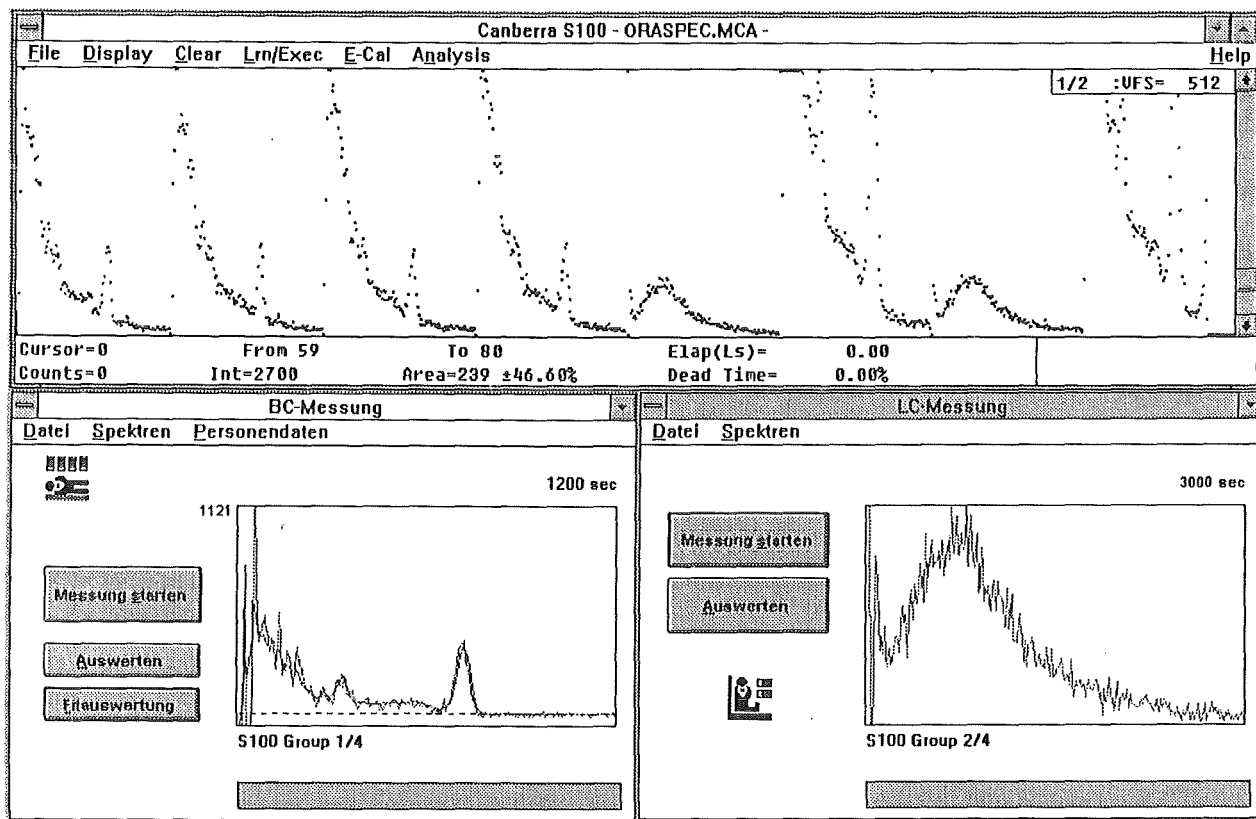 Canberra S100 - ORASPEC.MCA -
File Display Clear Lrn/Exec E-Cal Analysis Help
1/2 :VFS= 512
Cursor=0 From 59 To 80 Elap(Ls)= 0.00
Counts=0 Int=2700 Area=239 ±46.60% Dead Time= 0.00%
BC-Messung
Datei Spektren Personendaten
1200 sec
1121
Messung starten
Auswerten
Fitauswertung
S100 Group 1/4
LC-Messung
Datei Spektren
3000 sec
Messung starten
Auswerten
S100 Group 2/4